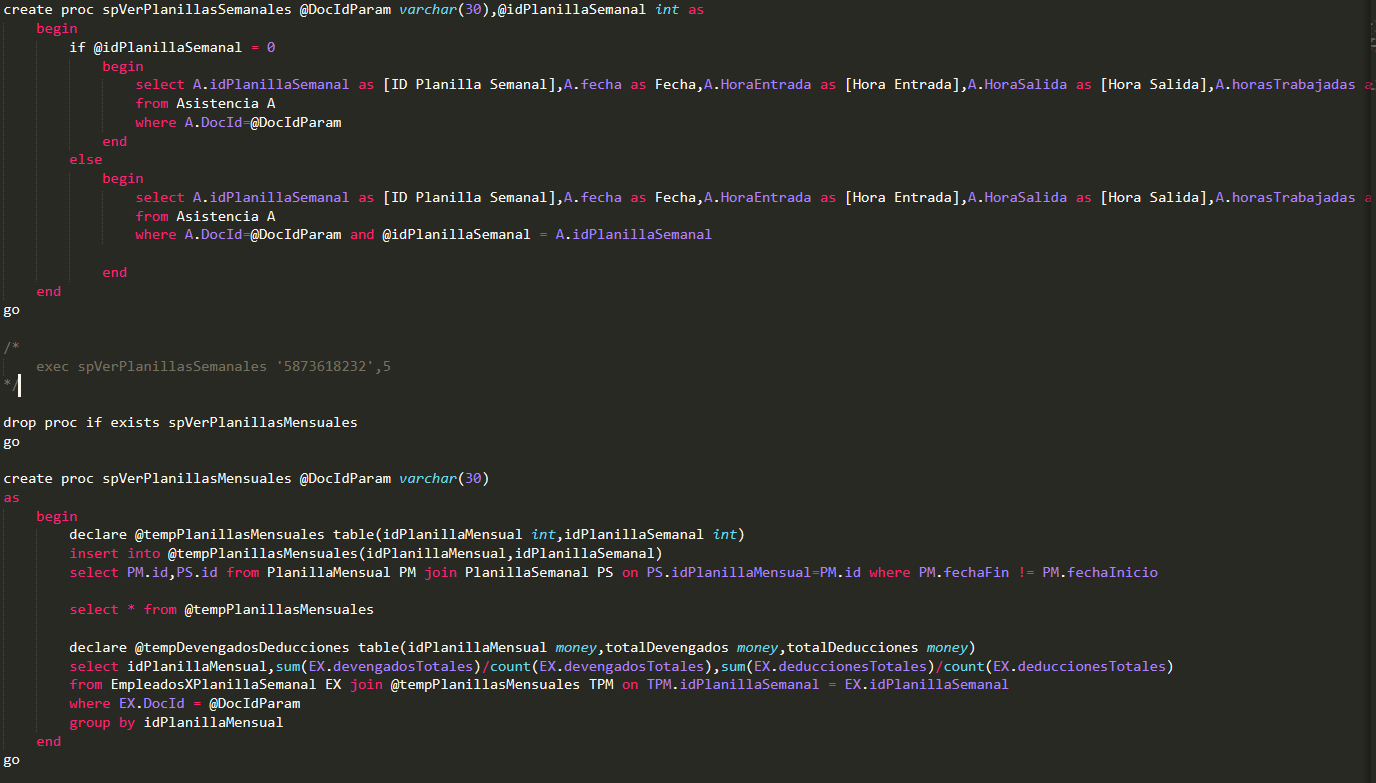 create proc spVerPlanillasSemanales @DocIdParam varchar(30),@idPlanillaSemanal int as
begin
if @idPlanillaSemanal = 0
begin
select A.idPlanillaSemanal as [ID Planilla Semanal],A.fecha as Fecha,A.HoraEntrada as [Hora Entrada],A.HoraSalida as [Hora Salida],A.horasTrabajadas a
from Asistencia A
where A.DocId=@DocIdParam
end
else
begin
select A.idPlanillaSemanal as [ID Planilla Semanal],A.fecha as Fecha,A.HoraEntrada as [Hora Entrada],A.HoraSalida as [Hora Salida],A.horasTrabajadas a
from Asistencia A
where A.DocId=@DocIdParam and @idPlanillaSemanal = A.idPlanillaSemanal
end
end
go
/*
exec spVerPlanillasSemanales '5873618232',5
*/
drop proc if exists spVerPlanillasMensuales
go
create proc spVerPlanillasMensuales @DocIdParam varchar(30)
as
begin
declare @tempPlanillasMensuales table(idPlanillaMensual int,idPlanillaSemanal int)
insert into @tempPlanillasMensuales(idPlanillaMensual,idPlanillaSemanal)
select PM.id,PS.id from PlanillaMensual PM join PlanillaSemanal PS on PS.idPlanillaMensual=PM.id where PM.fechaFin != PM.fechaInicio
select * from @tempPlanillasMensuales
declare @tempDevengadosDeducciones table(idPlanillaMensual money,totalDevengados money,totalDeducciones money)
select idPlanillaMensual,sum(EX.devengadosTotales)/count(EX.devengadosTotales),sum(EX.deduccionesTotales)/count(EX.deduccionesTotales)
from EmpleadosXPlanillaSemanal EX join @tempPlanillasMensuales TPM on TPM.idPlanillaSemanal = EX.idPlanillaSemanal
where EX.DocId = @DocIdParam
group by idPlanillaMensual
end
go